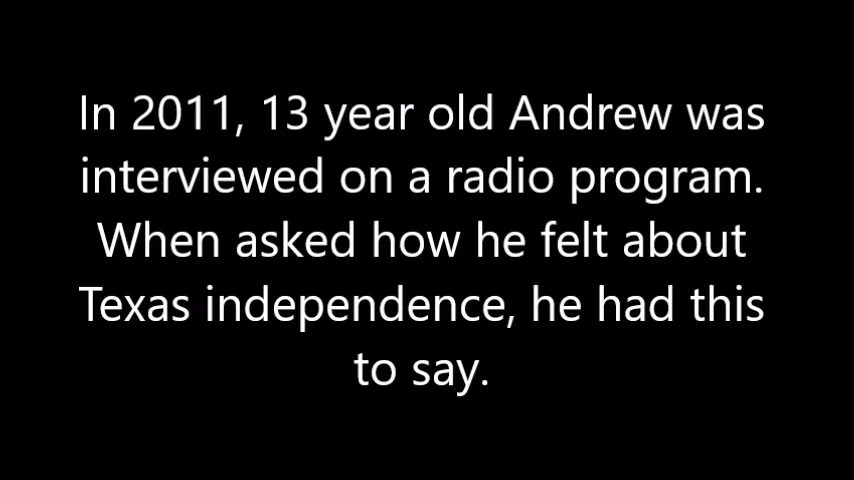 In 2011, 13 year old Andrew was
interviewed on a radio program.
When asked how he felt about
Texas independence, he had this
to say.